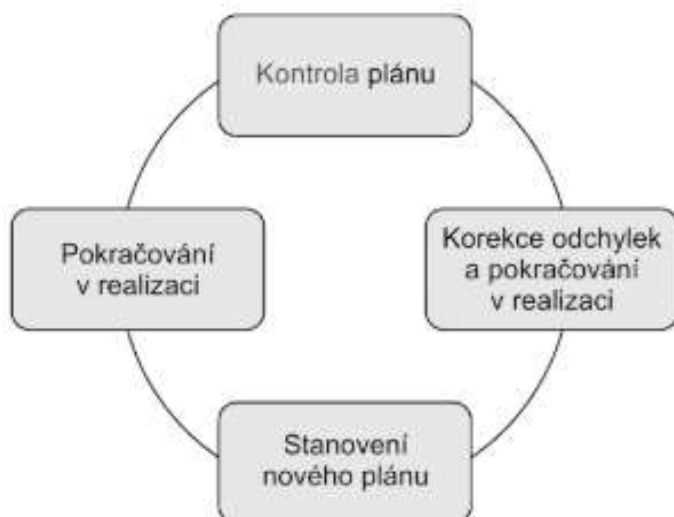 Kontrola plánu
Pokračování
v realizaci
Korekce odchylek
a pokračování
v realizaci
Stanovení
nového plánu